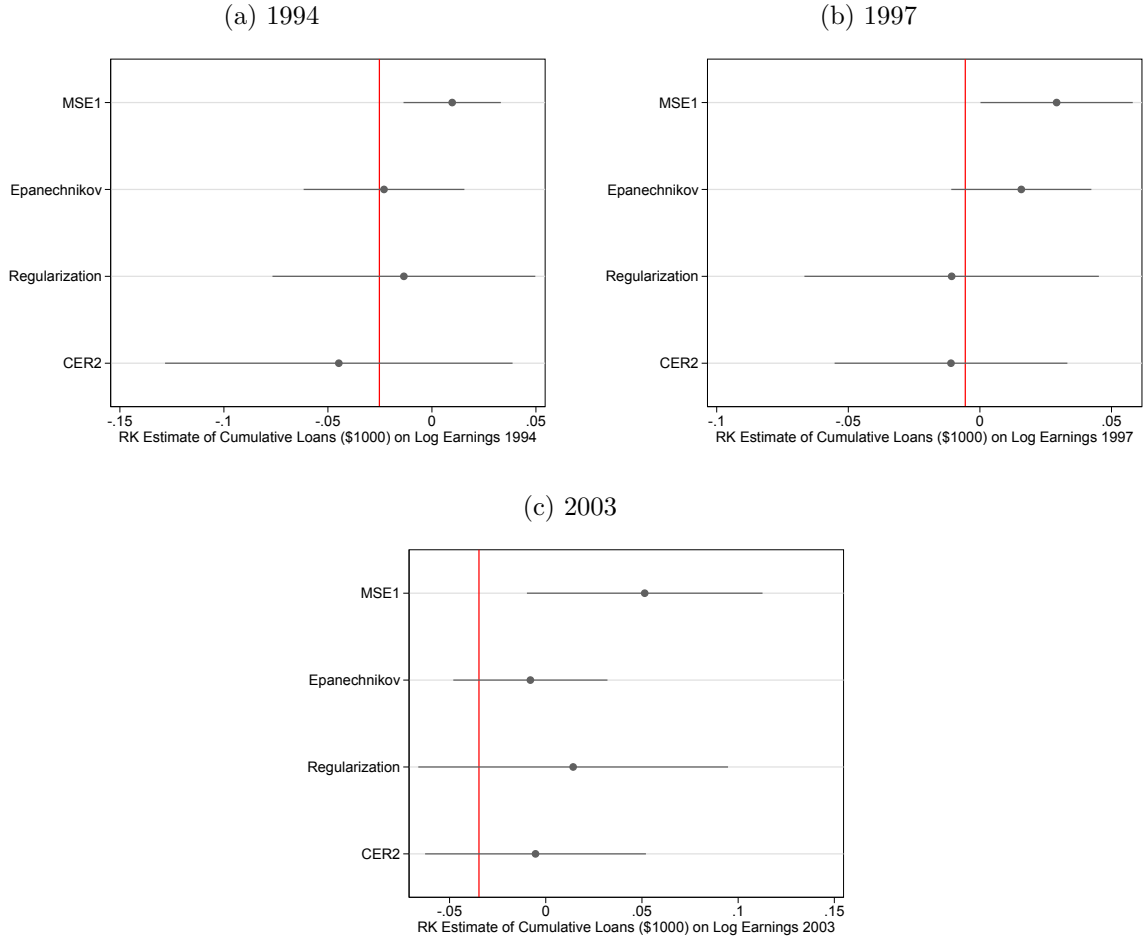 (a) 1994
MSE1
Epanechnikov
Regularization
CER2
-.15 -.1 -.05 0 .05
RK Estimate of Cumulative Loans ($1000) on Log Earnings 1994
(b) 1997
MSE1
Epanechnikov
Regularization
CER2
-.1 -.05 0 .05
RK Estimate of Cumulative Loans ($1000) on Log Earnings 1997
(c) 2003
MSE1
Epanechnikov
Regularization
CER2
-.05 0 .05 .1 .15
RK Estimate of Cumulative Loans ($1000) on Log Earnings 2003